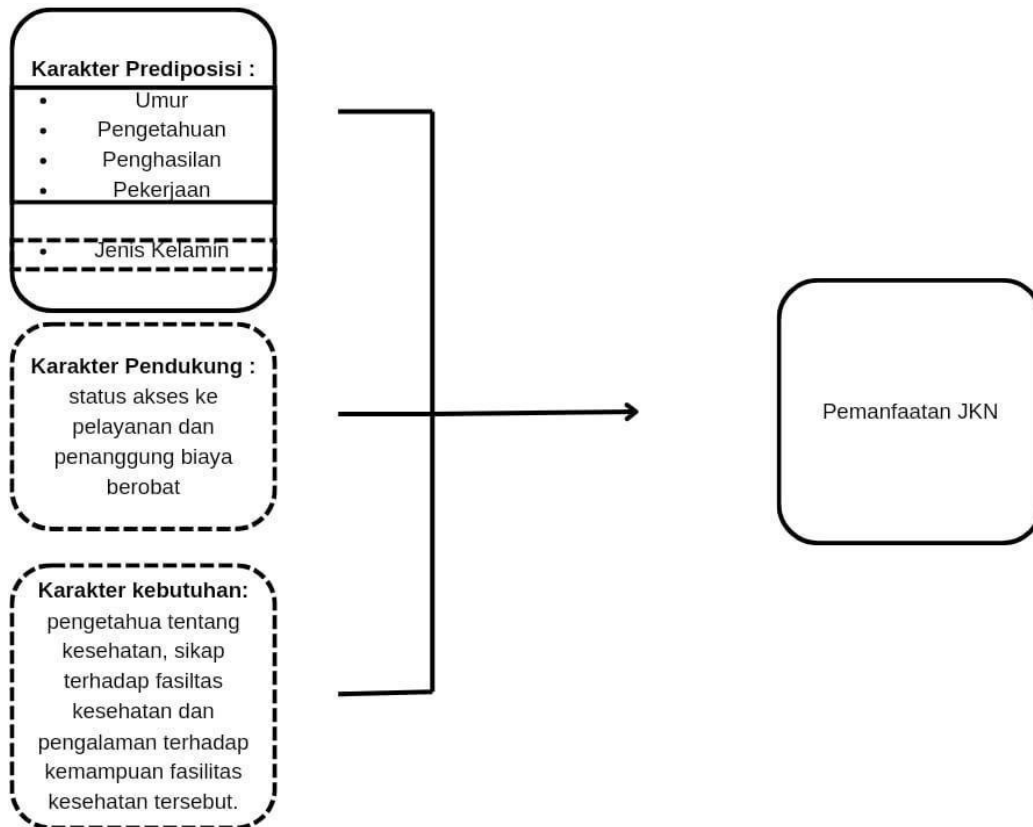 Karakter Prediposisi :
• Umur
• Pengetahuan
• Penghasilan
• Pekerjaan
• Jenis Kelamin
Karakter Pendukung :
status akses ke
pelayanan dan
penanggung biaya
berobat
Karakter kebutuhan:
pengetahua tentang
kesehatan, sikap
terhadap fasiltas
kesehatan dan
pengalaman terhadap
kemampuan fasilitas
kesehatan tersebut.
Pemanfaatan JKN